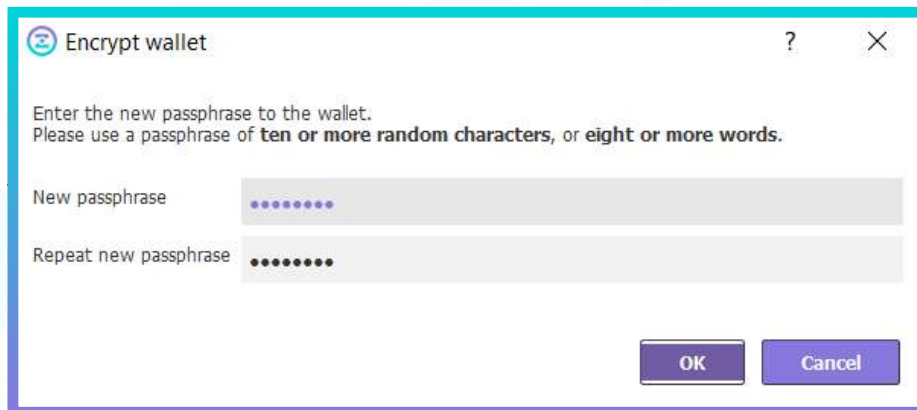 Encrypt wallet
?
Enter the new passphrase to the wallet.
Please use a passphrase of ten or more random characters, or eight or more words.
New passphrase ●●●●●●●●
Repeat new passphrase ●●●●●●●●
OK Cancel